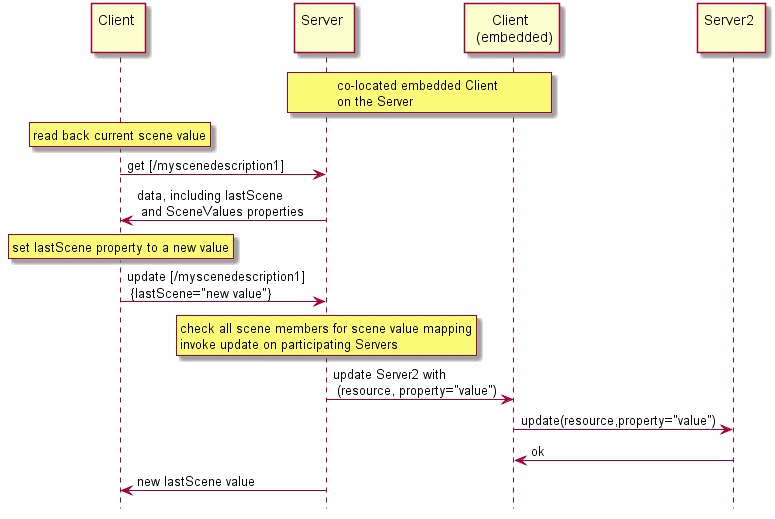 Client
Server
Client
(embedded)
Server2
co-located embedded Client
on the Server
read back current scene value
get [/myscenedescription1]
data, including lastScene
and SceneValues properties
set lastScene property to a new value
update [/myscenedescription1]
{lastScene="new value"}
check all scene members for scene value mapping
invoke update on participating Servers
update Server2 with
(resource, property="value")
update(resource,property="value")
ok
new lastScene value